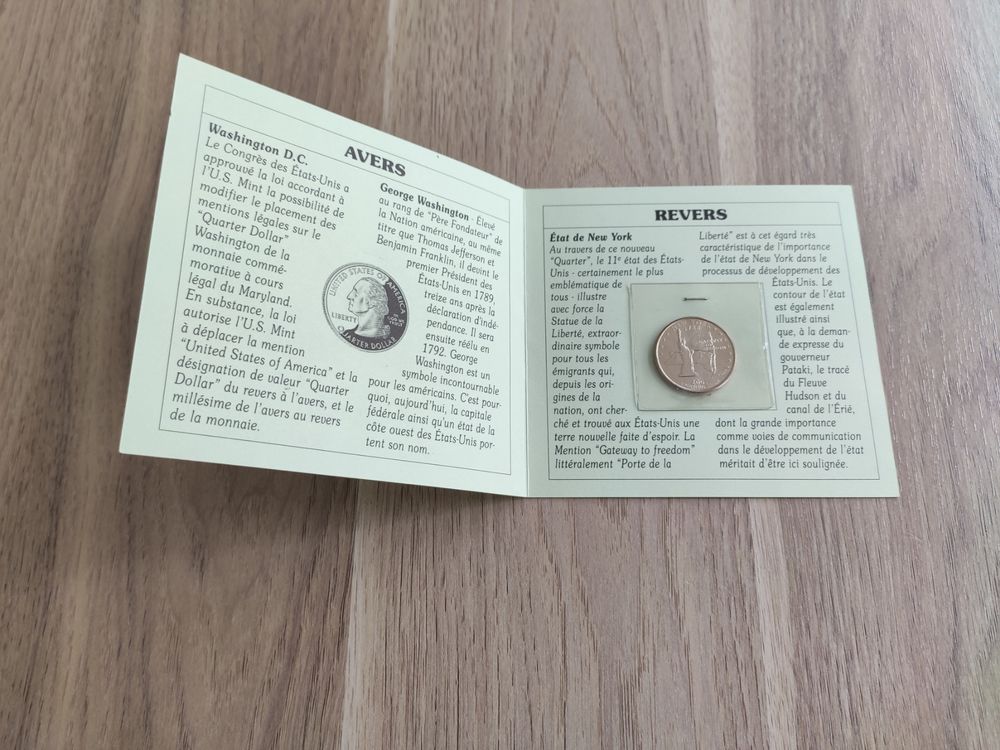 AVERS
Washington D.C.
Le Congrès des États-Unis a
approuvé la loi accordant à
l'U.S. Mint la possibilité de
modifier le placement des
mentions légales sur le
"Quarter Dollar"
Washington de la
monnaie commé-
morative à cours
légal du Maryland.
En substance, la loi
autorise l'U.S. Mint
à déplacer la mention
"United States of America" et la
désignation de valeur "Quarter
Dollar" du revers à l'avers, et le
millésime de l'avers au revers
de la monnaie.
George Washington - Élevé
au rang de "Père Fondateur" de
la Nation américaine, au même
titre que Thomas Jefferson et
Benjamin Franklin, il devint le
premier Président des
États-Unis en 1789,
treize ans après la
déclaration d'indé-
pendance. Il sera
ensuite réélu en
1792. George
Washington est un
symbole incontournable
pour les américains. C'est pour-
quoi, aujourd'hui, la capitale
fédérale ainsi qu'un état de la
côte ouest des États-Unis por-
tent son nom.
UNITED STATES OF AMERICA
LIBERTY
QUARTER DOLLAR
REVERS
État de New York
Au travers de ce nouveau
"Quarter", le 11e état des États-
Unis - certainement le plus
emblématique de
tous - illustre
avec force la
Statue de la
Liberté, extraor-
dinaire symbole
pour tous les
émigrants qui,
depuis les ori-
gines de la
nation, ont cher-
ché et trouvé aux États-Unis une
terre nouvelle faite d'espoir. La
Mention "Gateway to freedom"
littéralement "Porte de la
Liberté" est à cet égard très
caractéristique de l'importance
de l'état de New York dans le
processus de développement des
États-Unis. Le
contour de l'état
est également
illustré ainsi
que, à la deman-
de expresse du
gouverneur
Pataki, le tracé
du Fleuve
Hudson et du
canal de l'Érié,
dont la grande importance
comme voies de communication
dans le développement de l'état
méritait d'être ici soulignée.